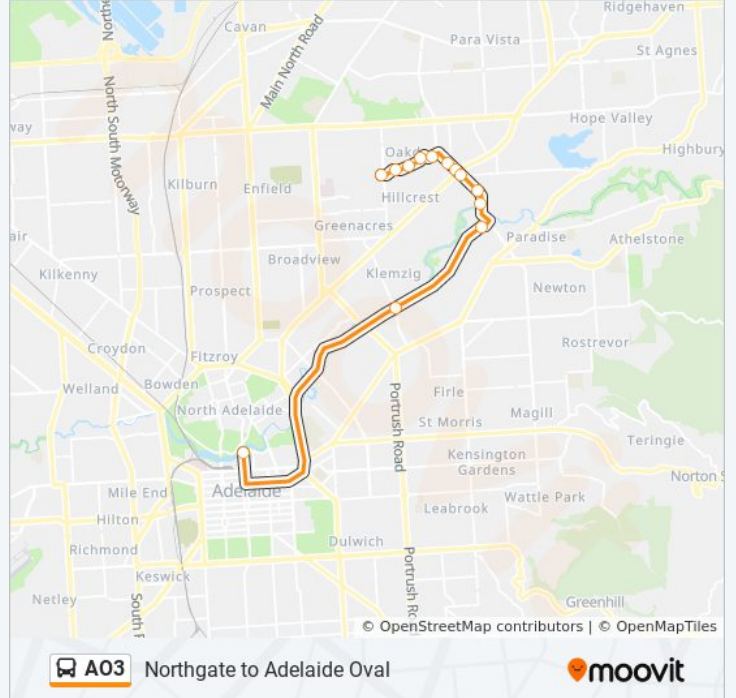 Ridgehaven
Cavan
Para Vista
St Agnes
Main North Road
North South Motorway
Hope Valley
Highbury
Kilburn
Enfield
Hillcrest
Greenacres
Paradise
Athelstone
Broadview
Kilkenny
Klemzig
Prospect
Newton
Croydon
Fitzroy
Rostrevor
Welland
Bowden
North Adelaide
Firle
Portrush Road
St Morris
Magill
Teringie
Kensington
Gardens
Norton S
Mile End
Adelaide
Wattle Park
Hilton
Leabrook
Richmond
Dulwich
Keswick
Portrush Ro
Netley
Greenhill
© OpenStreetMap contributors | © OpenMapTiles
A03 Northgate to Adelaide Oval
moovit